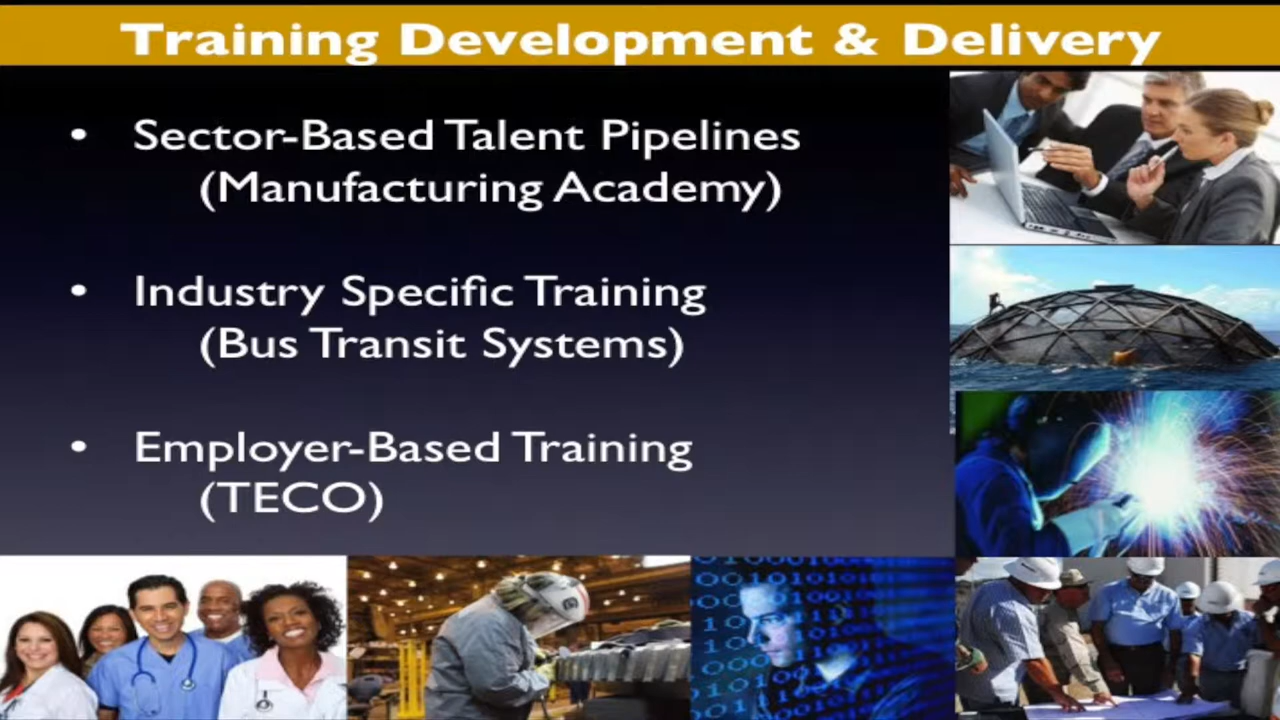 Training Development & Delivery
• Sector-Based Talent Pipelines
(Manufacturing Academy)
• Industry Specific Training
(Bus Transit Systems)
• Employer-Based Training
(TECO)